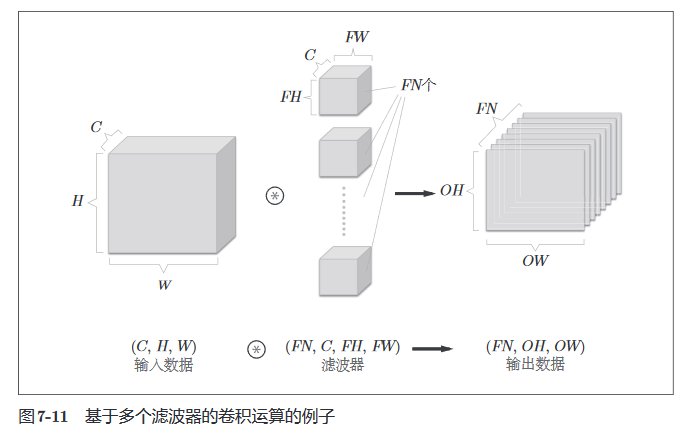 FW
C
FH
FN个
C
H
W
FN
OH
OW
(C, H, W) ⊛ (FN, C, FH, FW) → (FN, OH, OW)
输入数据 滤波器 输出数据
图7-11 基于多个滤波器的卷积运算的例子